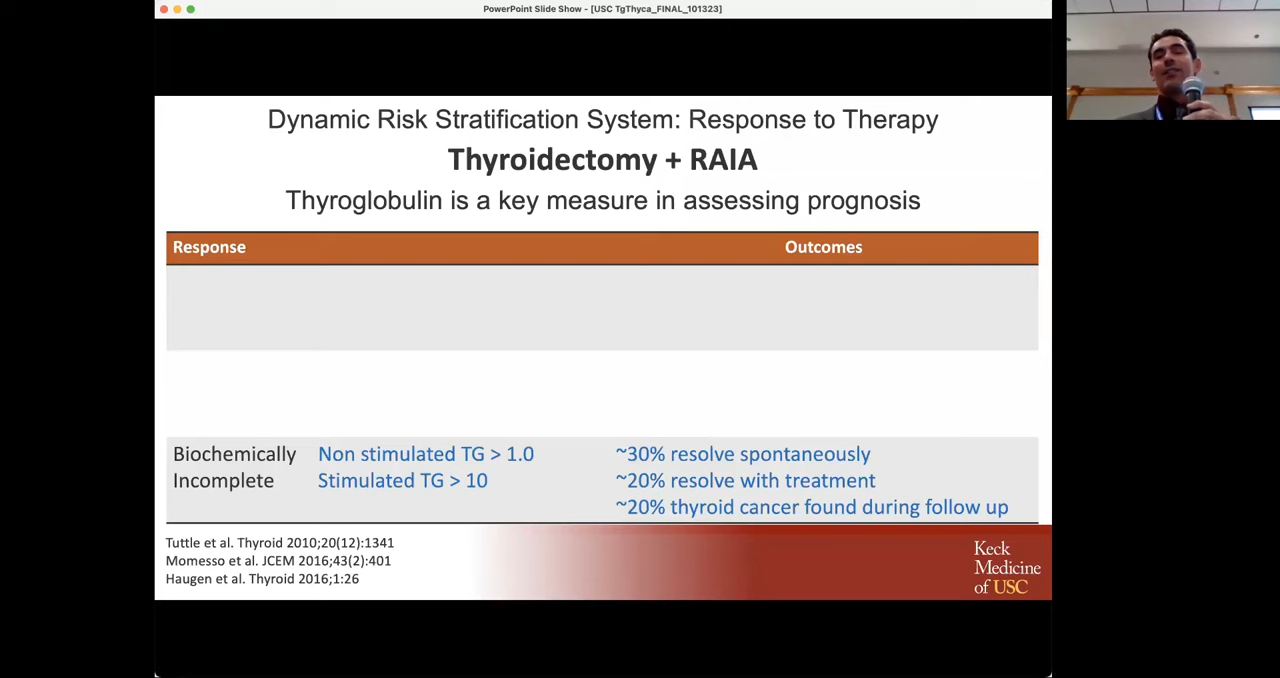 PowerPoint Slide Show - [USC TgThyca_FINAL_101323]
Dynamic Risk Stratification System: Response to Therapy
Thyroidectomy + RAIA
Thyroglobulin is a key measure in assessing prognosis
Response Outcomes
Biochemically Non stimulated TG > 1.0 ~30% resolve spontaneously
Incomplete Stimulated TG > 10 ~20% resolve with treatment
~20% thyroid cancer found during follow up
Tuttle et al. Thyroid 2010;20(12):1341
Momesso et al. JCEM 2016;43(2):401
Haugen et al. Thyroid 2016;1:26
Keck
Medicine
of USC